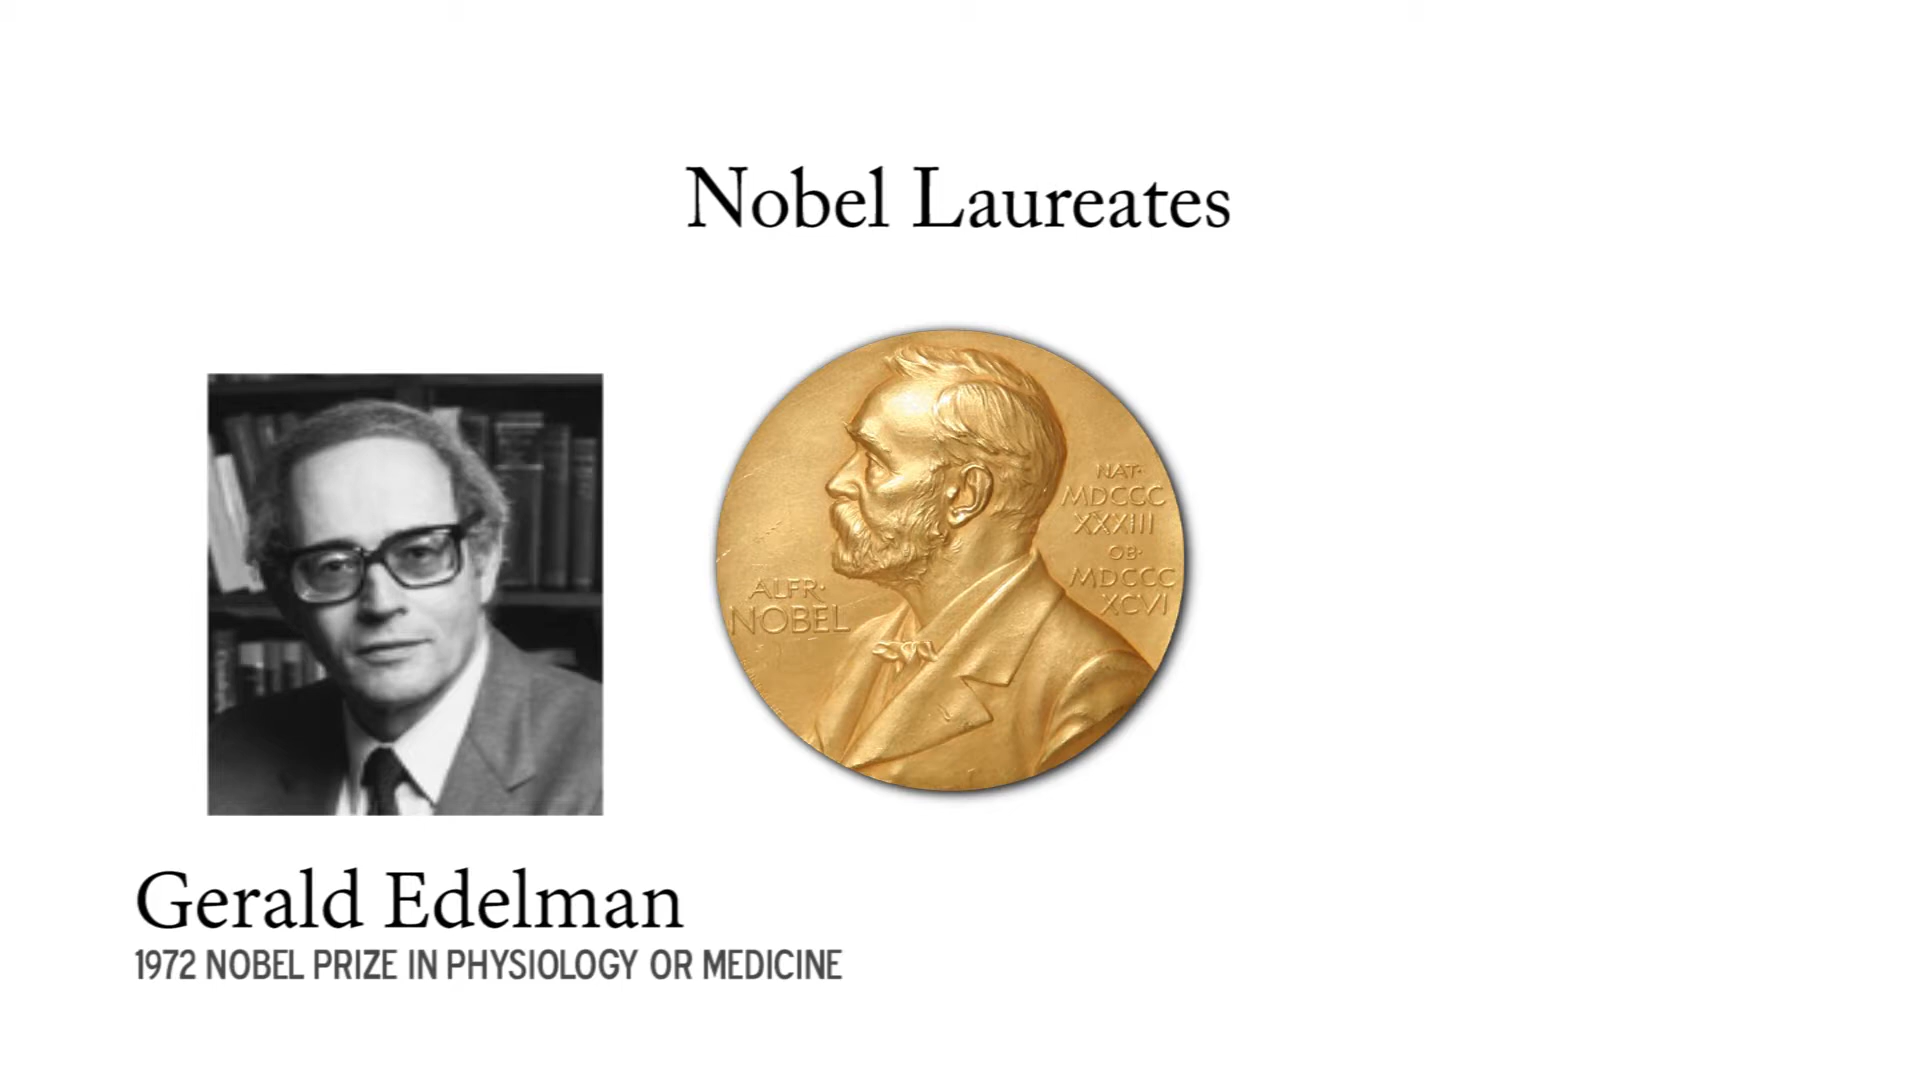 Nobel Laureates
ALFR·
NOBEL
NAT·
MDCCC
XXXIII
OB·
MDCCC
XCVI
Gerald Edelman
1972 NOBEL PRIZE IN PHYSIOLOGY OR MEDICINE